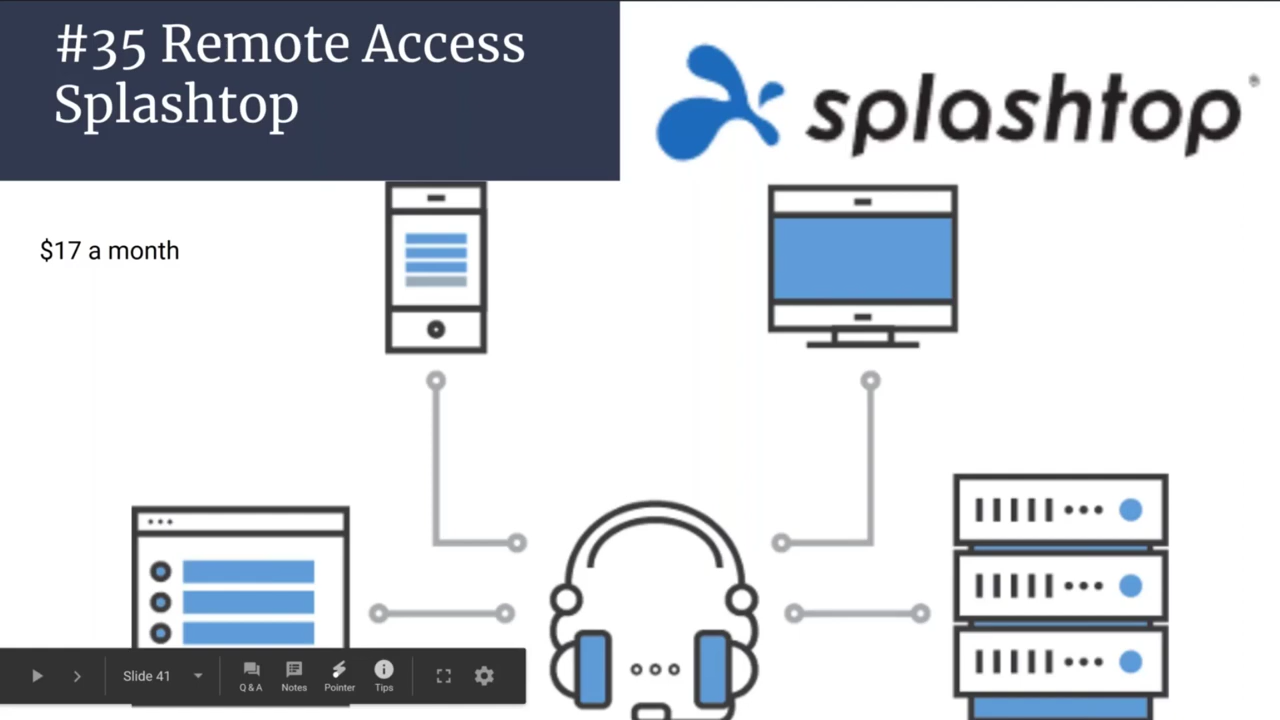 #35 Remote Access
Splashtop
splashtop
$17 a month
Slide 41
Q & A
Notes
Pointer
Tips